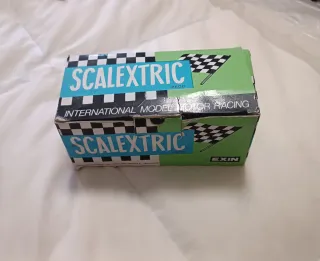 SCALEXTRIC
INTERNATIONAL MODEL MOTOR RACING
SCALEXTRIC
EXIN